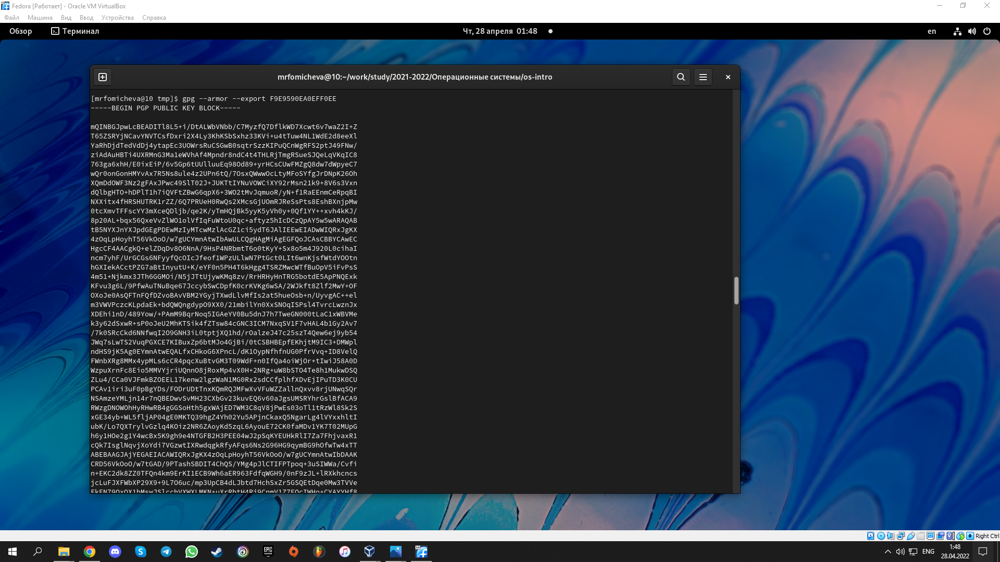 Fedora [Работает] - Oracle VM VirtualBox
Файл Машина Вид Ввод Устройства Справка
Обзор Терминал Чт, 28 апреля 01:48 en
mrfomicheva@10:~/work/study/2021-2022/Операционные системы/os-intro
[mrfomicheva@10 tmp]$ gpg --armor --export F9E9590EA0EFF0EE
-----BEGIN PGP PUBLIC KEY BLOCK-----
mQINBGJpwLcBEADITl8L5+i/DtALWbVNbb/C7MyzfQ7DflkWD7Xcwt6v7waZ2I+Z
T65ZSRYjNCavYNVTCsfDxri2X4Ly3KhKSbSxhz33KVi+u4tTuw4NL1WdE2d8eeXl
YaRhDjdTedVdDj4ytapEc3UOWrsRuCSGwB0sqtrSzzKIPuQCnWgRFS2ptJ49FNw/
ziAdAuHBTi4UXRMnG3Ma1eWVhAf4Mpndr8ndC4t4THLRjTmgRSueSJQeLqVKqIC8
763ga6xhH/E0ixEiP/6v5Gp6tUUlluuEq98Od89+yrHCsCUwFMZgQ8dw7dWpyeC7
wQr0onGonHMYvAx7R5Ns8ule4z2UPn6tQ/7OsxQWwwOcLtyMFoSYfgJrDNpK26Oh
XQmDdOWF3Nz2gFAxJPwc49SlT02J+JUKTtIYNuVOWCiXY92rMsn21k9+8V6s3Vxn
dQlbgHTO+hDPlT1h7iQVFtZBwG6qpX6+3WO2tMvJqmuoR/yN+f1RaEEnmCeRpqBI
NXXitx4fHRSHUTRK1rZZ/6Q7PRUeH0RwQs2XMcsGjUOmRJReSsPts8EshBXnjpMw
0tcXmvTFFscYY3mXceQDljb/qe2K/yTmHQjBk5yyK5yVh0y+0Qf1YY++xvh4kKJ/
8p20AL+bqx56QxeVvZlWO1olVfIqFuWtoU0qc+aftyz5hIcDCzQpAY5w5wARAQAB
tB5NYXJnYXJpdGEgPDEwMzIyMTcwMzlAcGZ1ci5ydT6JAlIEEwEIADwWIQRxJgKX
4zOqLpHoyhT56VkOoO/w7gUCYmnAtwIbAwULCQgHAgMiAgEGFQoJCAsCBBYCAwEC
HgcCF4AACgkQ+elZDqDv8O6NnA/9HsP4NRbmtT6o0tKyY+Sx8o5m4J920L0cihaI
ncm7yhF/UrGCGs6NFyyfQcOIcJfeof1WPzULlwN7PtGct0LIt6wnKjsfWtdYOOtn
hGXIekACctPZG7aBtInyutU+K/eYF0n5PH4T6kHgg4TSRZMwcWTfBuOpV5iFvPsS
4m51+Njkmx3JTh6GGMOi/N5jJTtUjywKMq8zv/RrHRHyHnTRG5botdE5ApPNQExk
KFvu3g6L/9PfwAuTNuBqe67JccybSwCDpfK0crKVKg6wSA/2WJkft8Zlf2MwY+OF
OXoJe0AsQFTnFQfDZvoBAvVBM2YGyjTXwdLlvMfIs2at5hueOsb+n/UyvgAC++el
m3VWVPczcKLpdaEk+bdQWQngdypO9XX0/21mbilYn0XxSNOqISPsl4TvrcLwznJx
XDEhi1nD/489Yow/+PAmM9BqrNoq5IGAeYV0Bu5dnJ7h7TweGN000tLaC1xWBVMe
k3y62dSxwR+sP0oJeU2MhKTSik4fZTsw84cGNC3ICM7NxqSV1F7vHAL4b1Gy2Av7
/7k0SRcCkd6NNfwqI2O9GNH3iL0tptjXQ1hd/rOalzeJ47c25szT4Qew6ej9yb54
JWq7sLwTS2VuqPGXCE7KIBuxZp6btMJo4GjBi/0tCSBHBEpfEKhjtM9IC3+DMWpl
ndHS9jK5Ag0EYmnAtwEQALfxCHkoG6XPncL/dK1OypNfhfnUG0PfrVvq+ID8VelQ
FWnbXRg8MMx4ypMLs6cCR4pqcXuBtvGM3T09WdF+n0IfQa4oiWjOr+tIwiJ58A0D
WzpuXrnFc8Eio5MMVYjriUQnnO8jRoxMp4vX0H+2NRg+uW8bSTO4Te8h1MukwDSQ
ZLu4/CCa0VJFmkBZOEEL17kenw2lgzWaN1MG0Rx2sdCCfplhfXDvEjIPuTD3K0CU
PCAv1iri3uF0pBgYDs/FODrUDtTnxKQmRQJMFwXvVFuWZZallnQxvv8rjUNwqSQr
NSAmzeYMLjn14r7nQBEDwvSvMH23CXbGv23kuvEQ6v60aJgsUMSRYhrGslBfACA9
RWzgDNOWOhHyRHwRB4gGGSoHth5gxWAjED7WM3C8qV8jPwEs03oTl1tRzWl8Sk2S
xGE34yb+WL5fljAP04gE0MKTQ39hgZ4Yh02Yu5APjnCkaxQ5NgarLg4lVYxxhltI
ubK/Lo7QXTrylvGzlq4KOiz2NR6ZAoyKd5zqL6AyouE72CK0faMDv1YK7T02MUpG
h6y1HOe2g1Y4wcBx5K9gh9e4NTGFB2H3PEE04wJ2pSqKYEUHkRlI7Za7FhjvaxR1
cQk7IsglNqvjXoYdi7VGzwtIXRwdqgkRfyAFqs6Ns2G96HG9qymBG9hOfwTw4xTT
ABEBAAGJAjYEGAEIACAWIQRxJgKX4zOqLpHoyhT56VkOoO/w7gUCYmnAtwIbDAAK
CRD56VkOoO/w7tGAD/9PTashSBDIT4ChQS/YMg4pJlCTIFPTpoq+3uSIWWa/Cvfi
n+EKC2dk8ZZ0TFQn4km9ErKI1ECB9Wh6aER963FdfqWGH9/0nF9zJL+lRXkhcncs
jcLuFJXFWbXP29X9+9L7O6uc/mp3UpCB4dLJbtd7HchSxZr5GSQEtDqe0Mw3TVVe
Right Ctrl
EPIC GAMES
ENG
1:48
28.04.2022